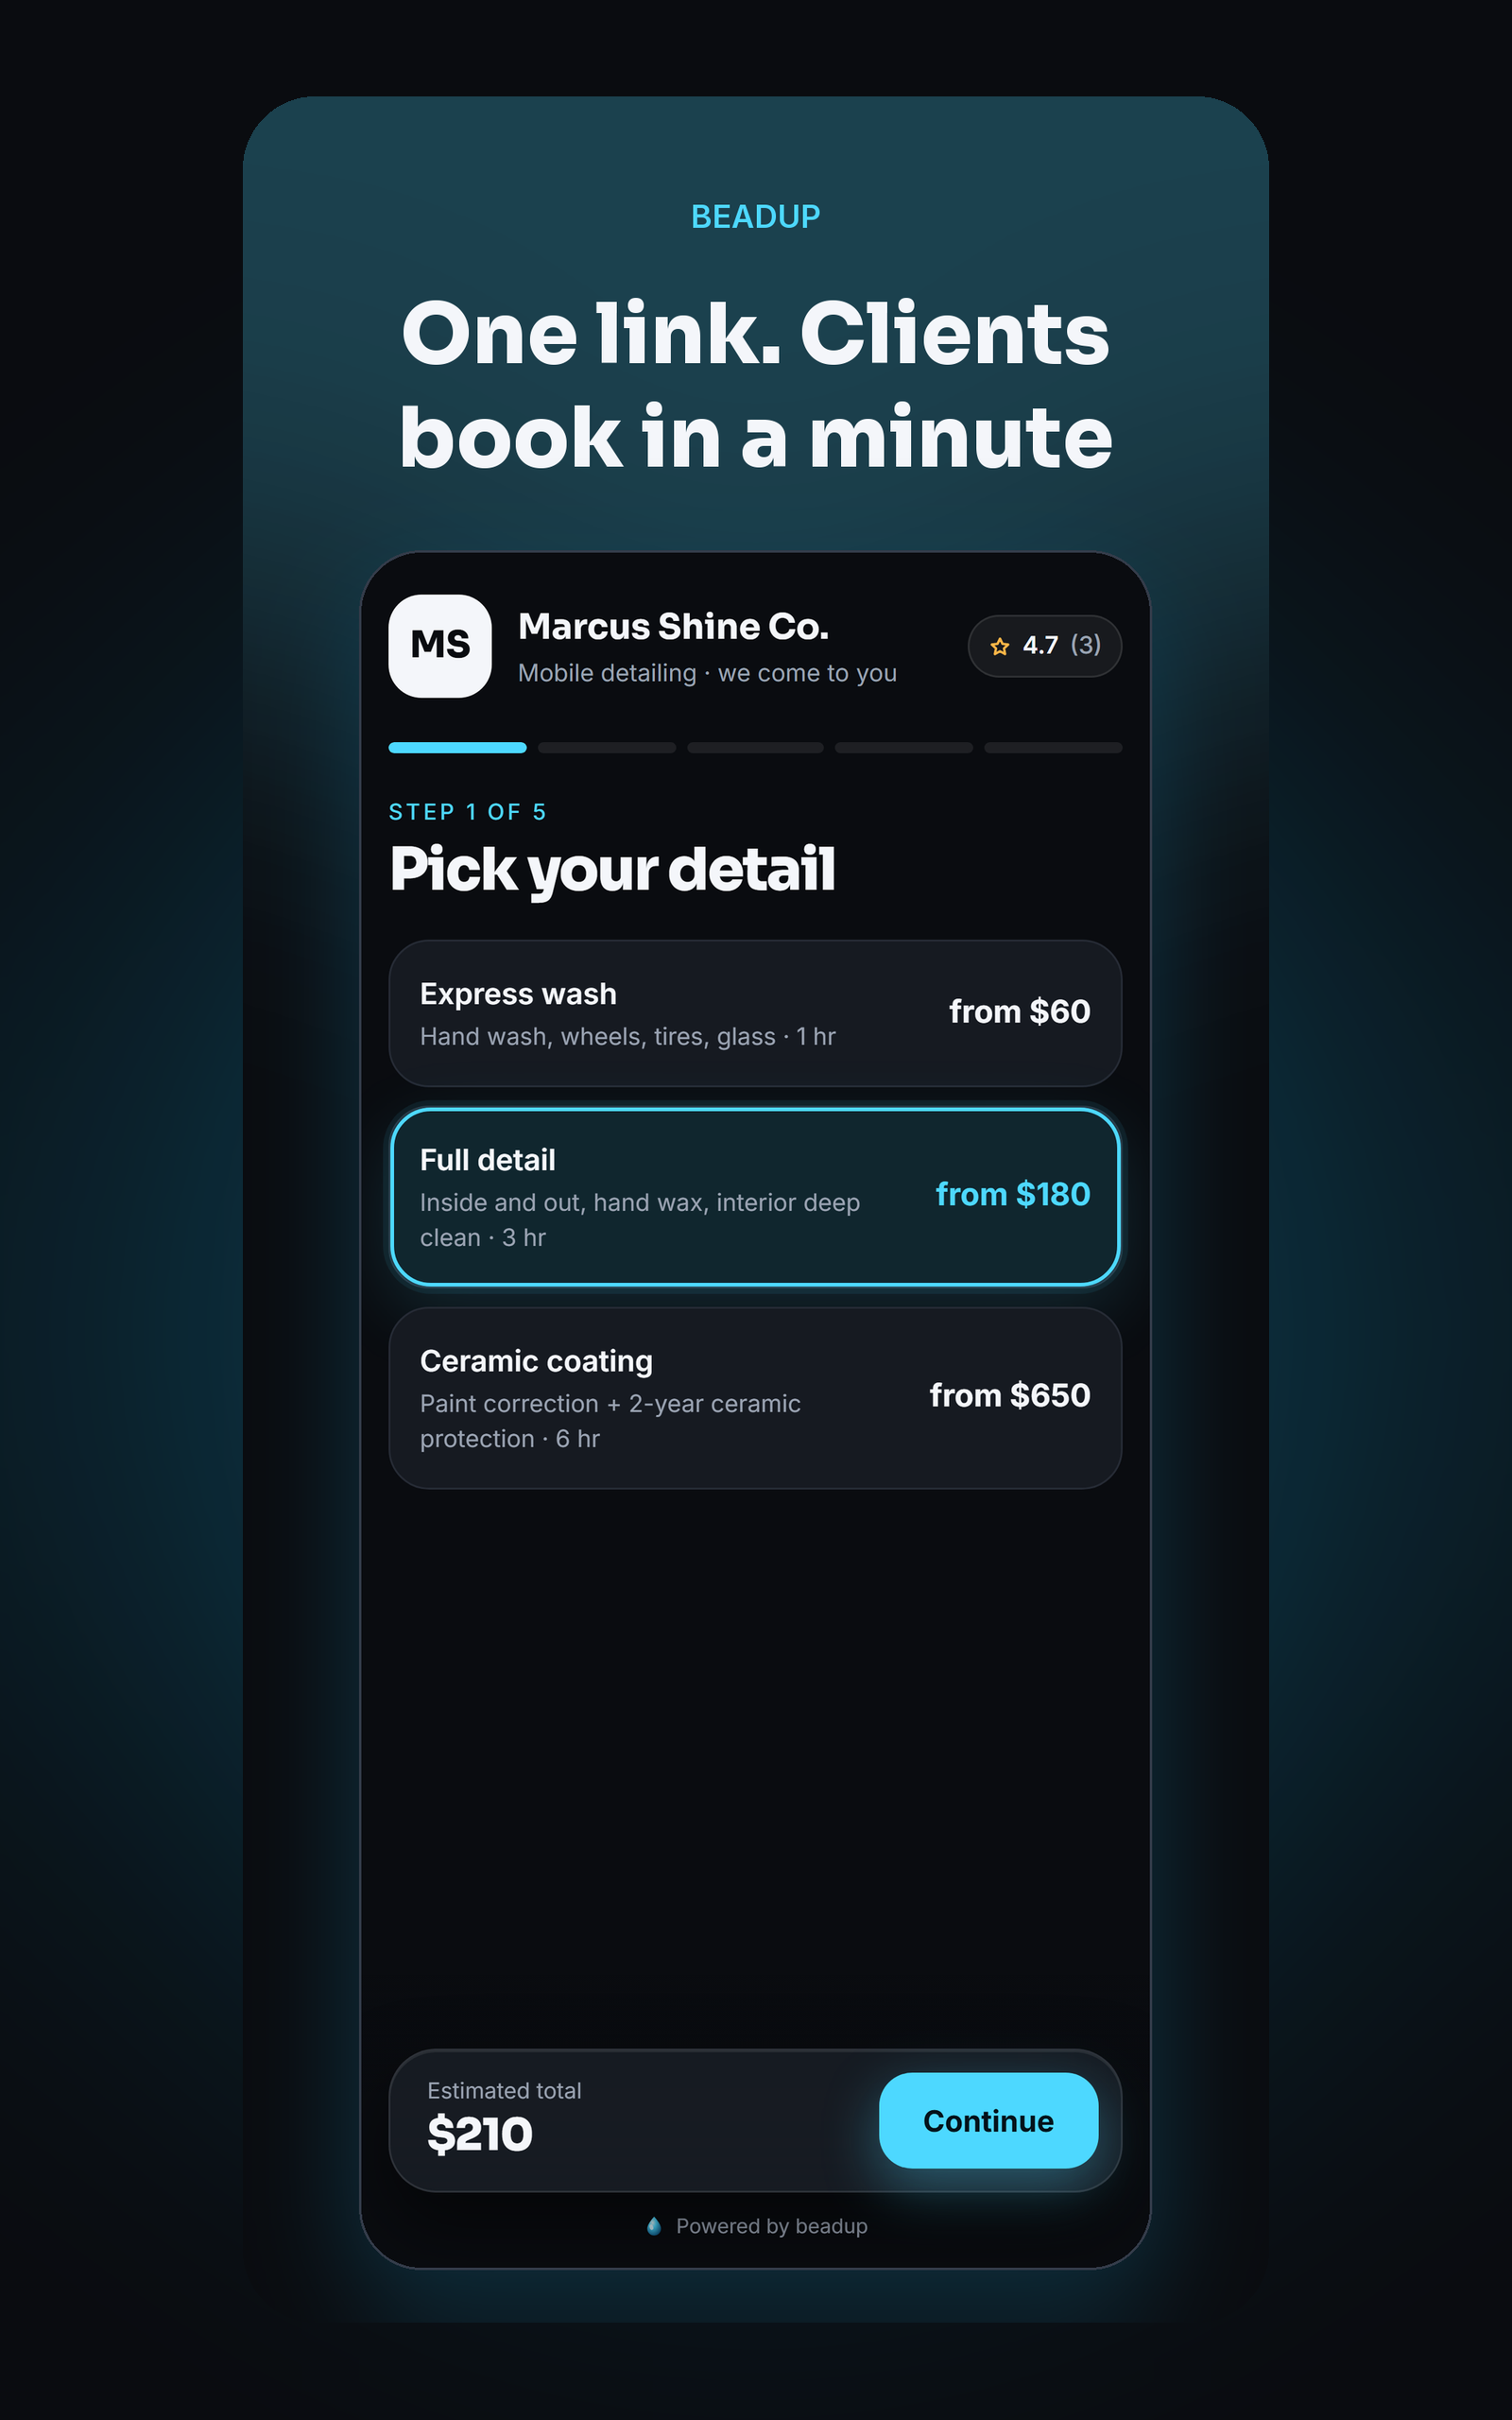 BEADUP
One link. Clients
book in a minute
MS
Marcus Shine Co.
Mobile detailing · we come to you
4.7 (3)
STEP 1 OF 5
Pick your detail
Express wash
Hand wash, wheels, tires, glass · 1 hr
from $60
Full detail
Inside and out, hand wax, interior deep
clean · 3 hr
from $180
Ceramic coating
Paint correction + 2-year ceramic
protection · 6 hr
from $650
Estimated total
$210
Continue
Powered by beadup